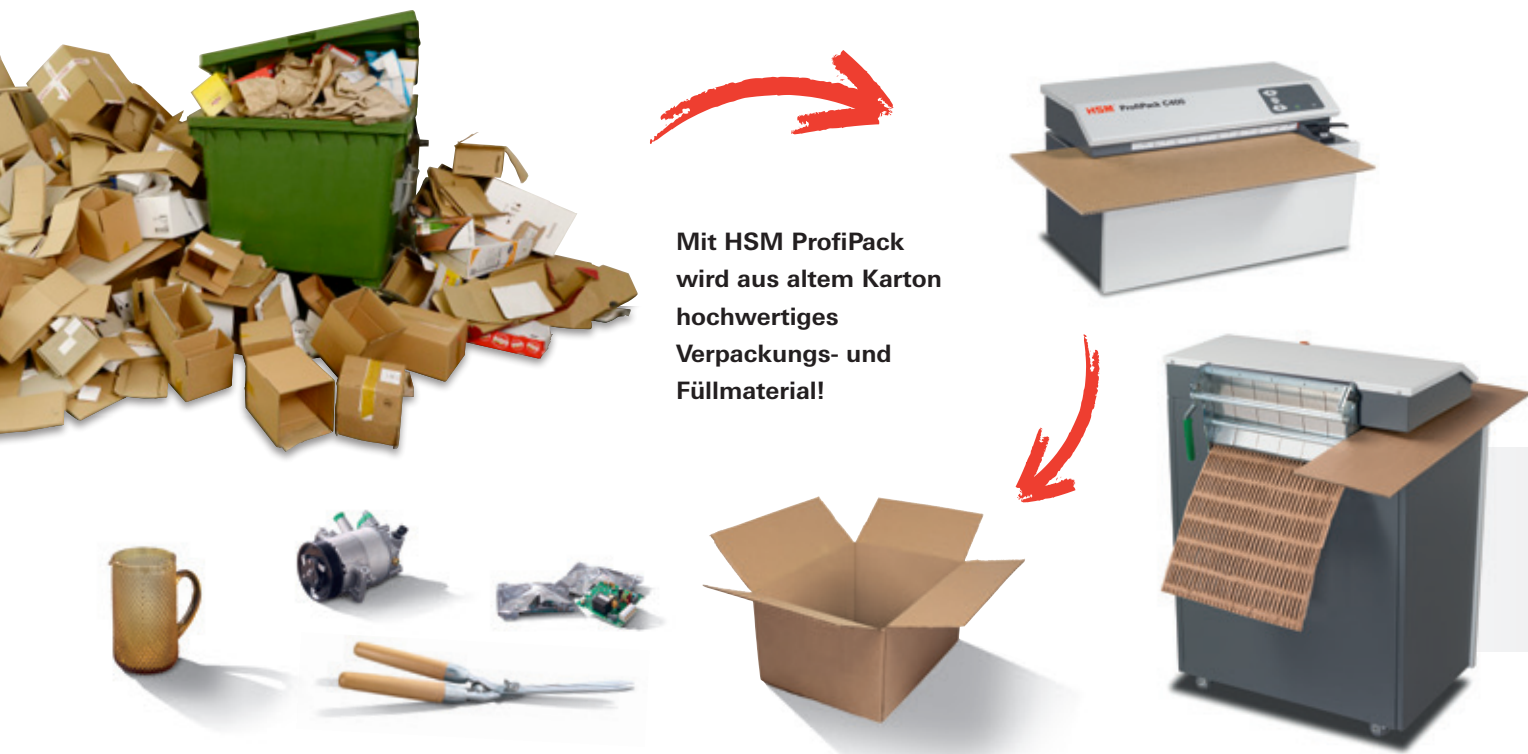 HSM ProfiPack C400
Mit HSM ProfiPack
wird aus altem Karton
hochwertiges
Verpackungs- und
Füllmaterial!